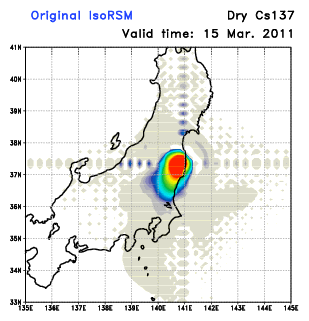 Original IsoRSM
Dry Cs137
Valid time: 15 Mar. 2011
41N
40N
39N
38N
37N
36N
35N
34N
33N
135E 136E 137E 138E 139E 140E 141E 142E 143E 144E 145E